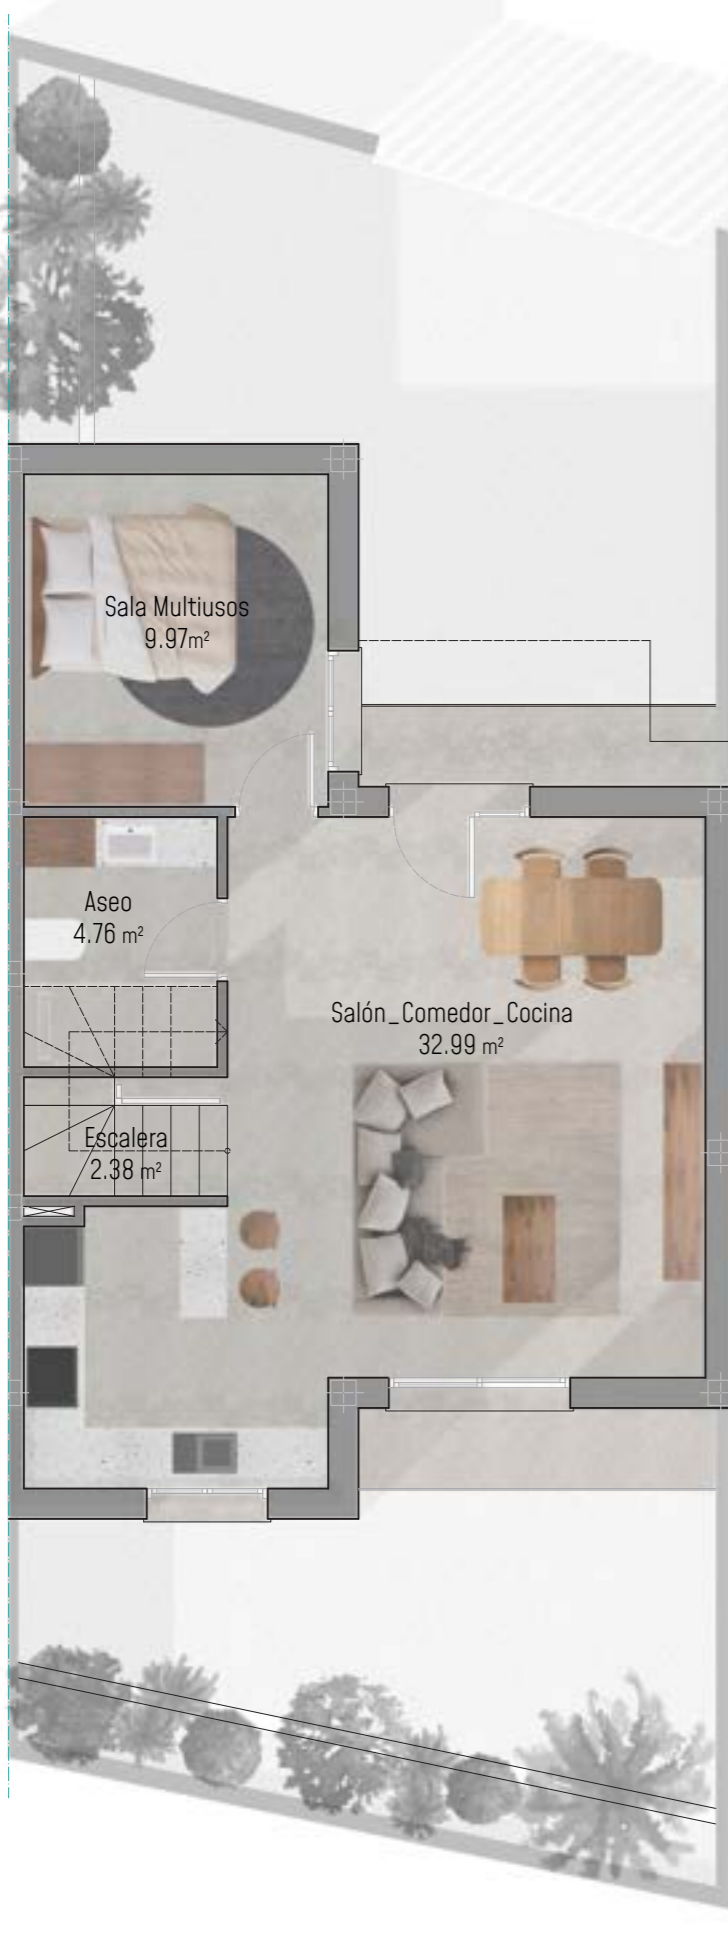 Sala Multiusos
9.97m²
Aseo
4.76 m²
Salón_Comedor_Cocina
32.99 m²
Escalera
2.38 m²